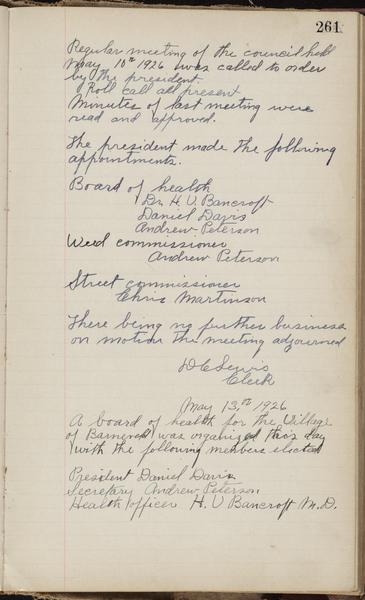 261
Regular meeting of the council held
May 10th 1926 was called to order
by the president.
Roll call all present
Minutes of last meeting were
read and approved.
The president made the following
appointments.
Board of health
Dr. H. V. Bancroft
Daniel Davis
Andrew Peterson
Weed commissioner
Andrew Peterson
Street commissioner
Chris Martinson
There being no further business
on motion the meeting adjourned
D C Lewis
Clerk
May 13th 1926
A board of health for the Village
of Barneveld was organized this day
with the following members elected
President Daniel Davis
Secretary Andrew Peterson
Health officer H. V Bancroft M.D.